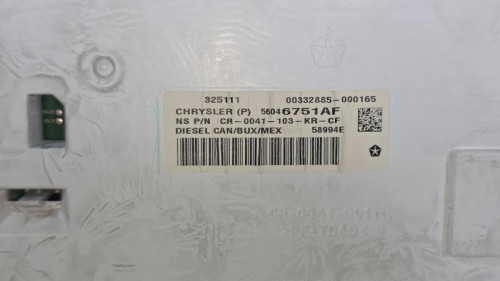 325111 00332885-000165
CHRYSLER (P) 56046751AF
NS P/N CR-0041-103-KR-CF
DIESEL CAN/BUX/MEX 58994E